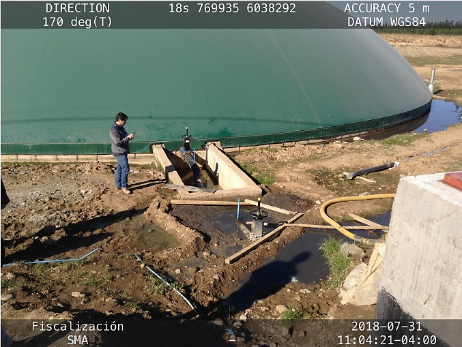 DIRECTION 18s 769935 6038292 ACCURACY 5 m
170 deg(T) DATUM WGS84
Fiscalización 2018-07-31
SMA 11:04:21-04:00